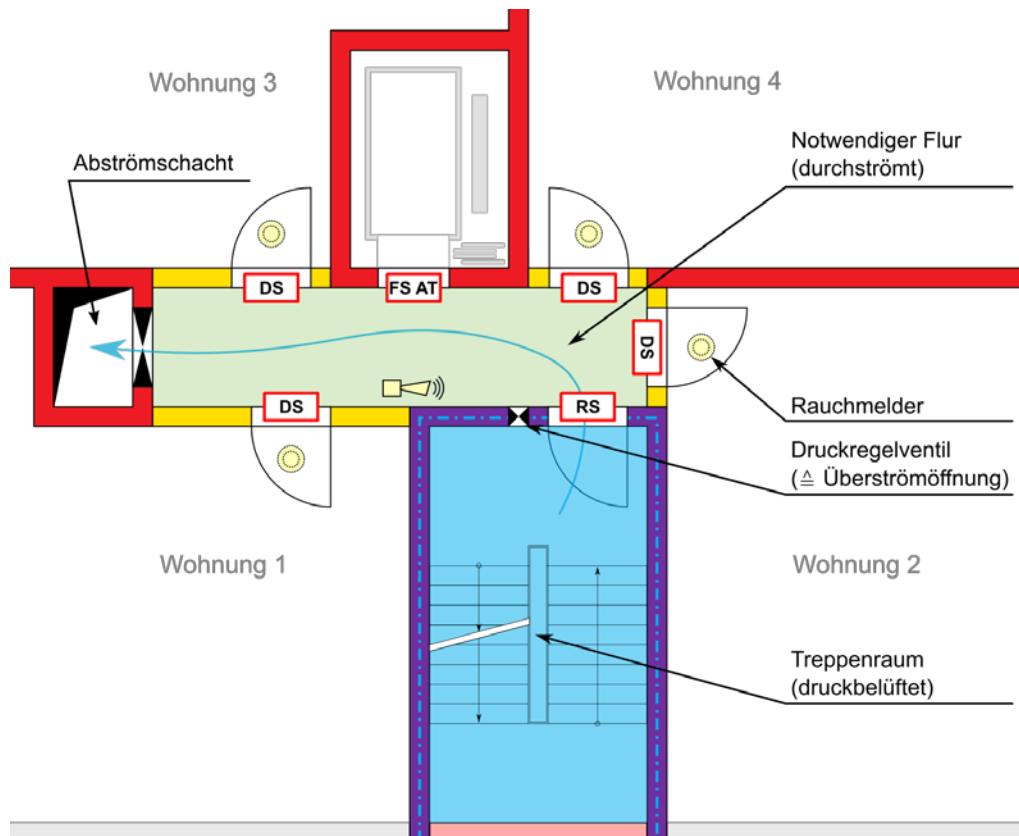 Wohnung 3
Wohnung 4
Abströmschacht
Notwendiger Flur
(durchströmt)
DS
FS AT
DS
DS
DS
RS
Rauchmelder
Druckregelventil
(≙ Überströmöffnung)
Wohnung 1
Wohnung 2
Treppenraum
(druckbelüftet)